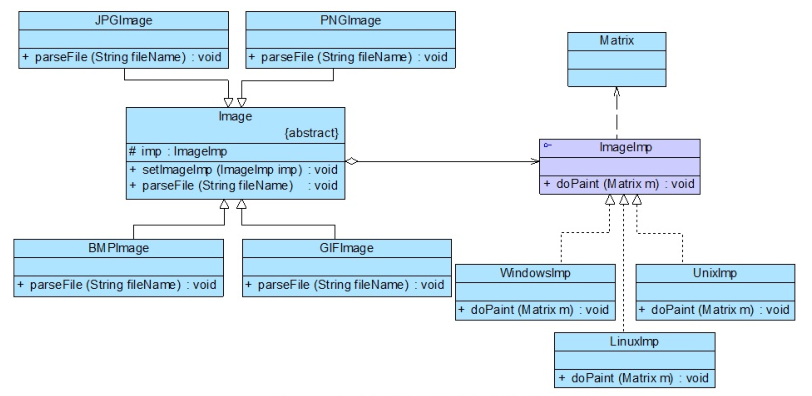 JPGImage
+ parseFile (String fileName) : void
PNGImage
+ parseFile (String fileName) : void
Matrix
Image
{abstract}
# imp : ImageImp
+ setImageImp (ImageImp imp) : void
+ parseFile (String fileName) : void
ImageImp
+ doPaint (Matrix m) : void
BMPImage
+ parseFile (String fileName) : void
GIFImage
+ parseFile (String fileName) : void
WindowsImp
+ doPaint (Matrix m) : void
UnixImp
+ doPaint (Matrix m) : void
LinuxImp
+ doPaint (Matrix m) : void